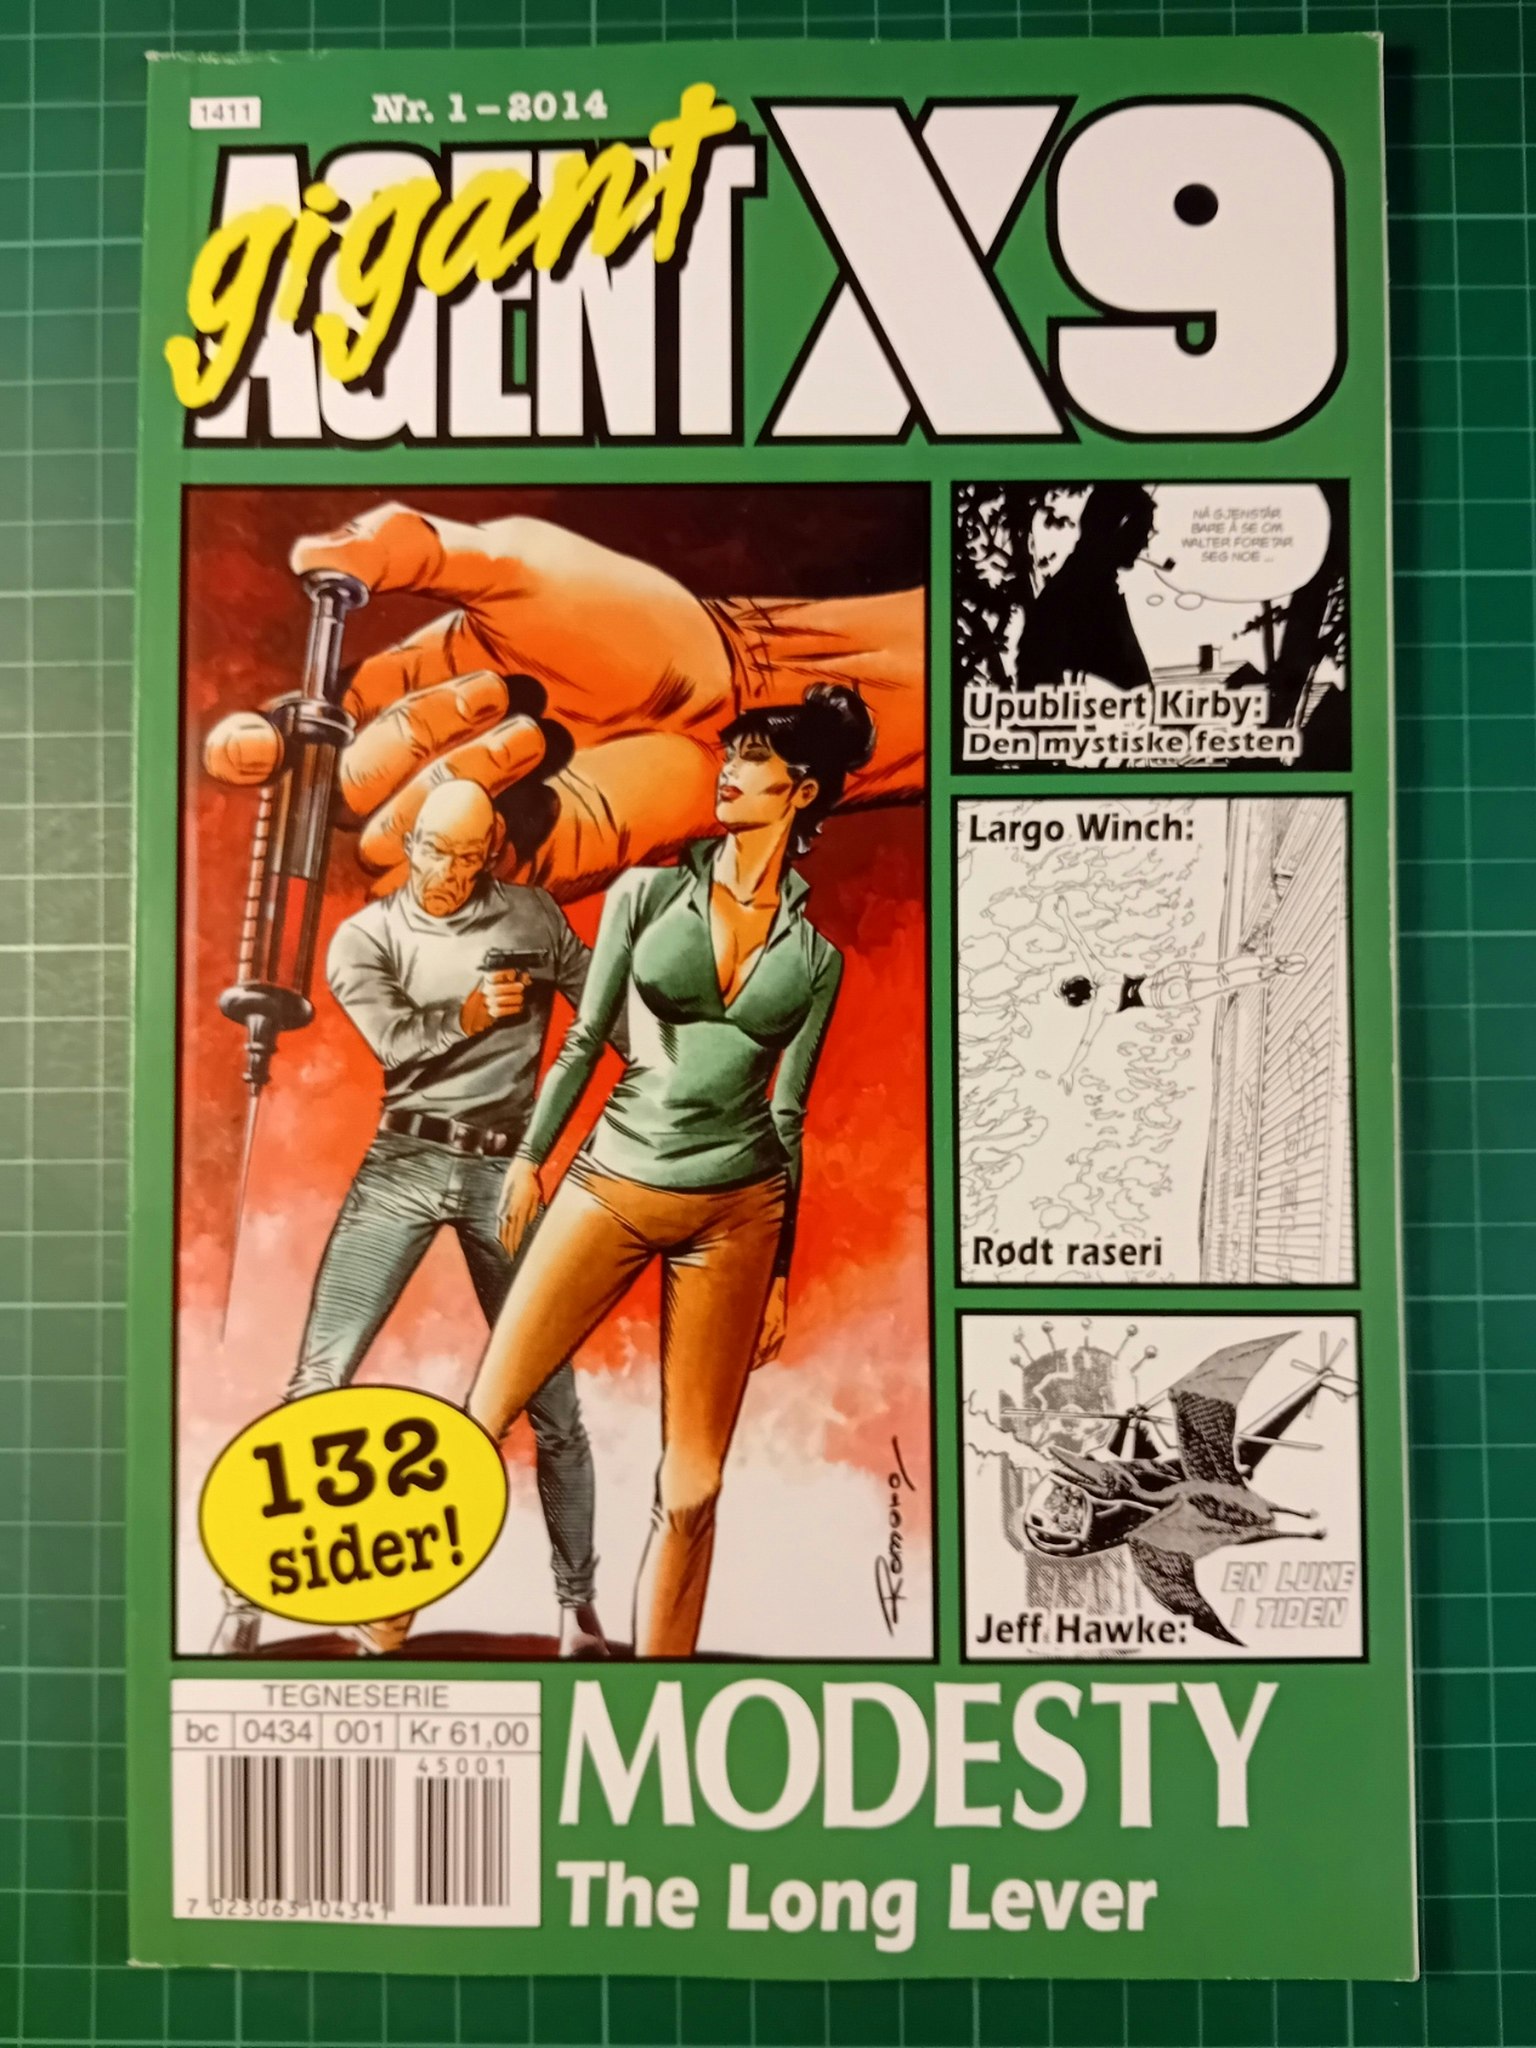 1411
Nr. 1 – 2014
gigant
AGENT X9
NÅ GJENSTÅR
BARE Å SE OM
WALTER FORETAR
SEG NOE ...
Upublisert Kirby:
Den mystiske festen
Largo Winch:
Rødt raseri
EN LUKE
I TIDEN
Jeff Hawke:
Romero
132
sider!
TEGNESERIE
bc 0434 001 Kr 61,00
45001
7 023063 104341
MODESTY
The Long Lever